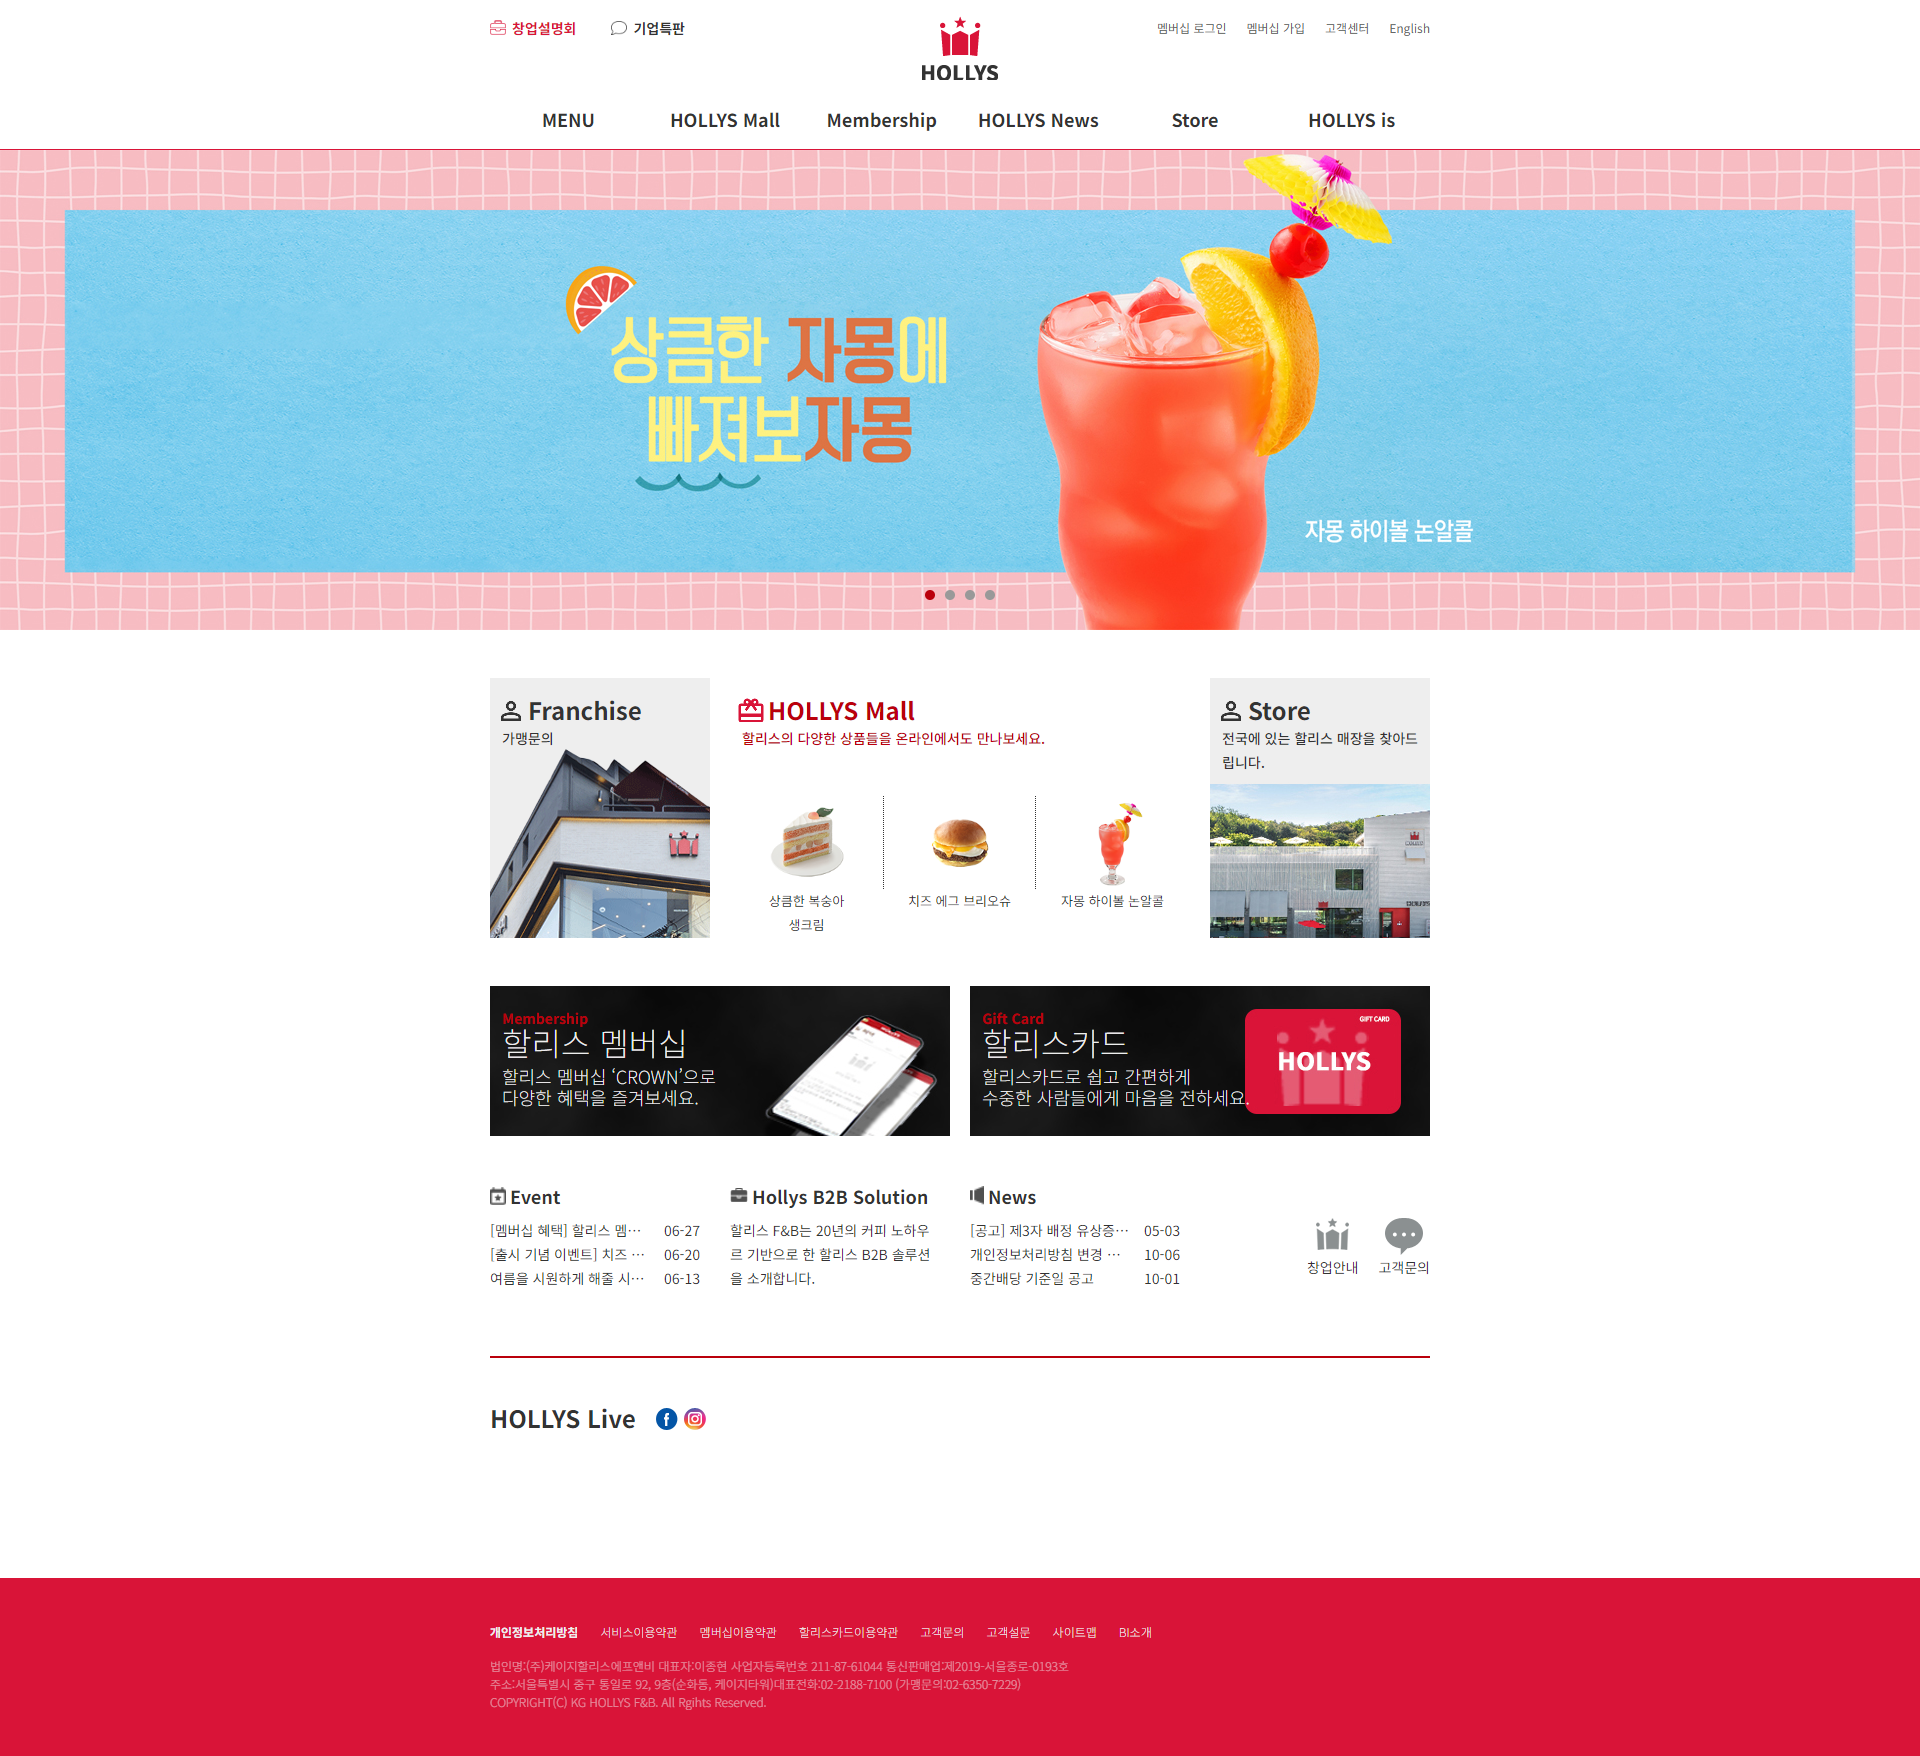 창업설명회
기업특판
멤버십 로그인
멤버십 가입
고객센터
English
HOLLYS
MENU
HOLLYS Mall
Membership
HOLLYS News
Store
HOLLYS is
상큼한 자몽에
빠져보자몽
자몽 하이볼 논알콜
Franchise
가맹문의
HOLLYS Mall
할리스의 다양한 상품들을 온라인에서도 만나보세요.
상큼한 복숭아
생크림
치즈 에그 브리오슈
자몽 하이볼 논알콜
Store
전국에 있는 할리스 매장을 찾아드
립니다.
Membership
할리스 멤버십
할리스 멤버십 ‘CROWN’으로
다양한 혜택을 즐겨보세요.
Gift Card
할리스카드
할리스카드로 쉽고 간편하게
수중한 사람들에게 마음을 전하세요.
GIFT CARD
HOLLYS
Event
[멤버십 혜택] 할리스 멤… 06-27
[출시 기념 이벤트] 치즈 … 06-20
여름을 시원하게 해줄 시… 06-13
Hollys B2B Solution
할리스 F&B는 20년의 커피 노하우
르 기반으로 한 할리스 B2B 솔루션
을 소개합니다.
News
[공고] 제3자 배정 유상증… 05-03
개인정보처리방침 변경 … 10-06
중간배당 기준일 공고 10-01
창업안내
고객문의
HOLLYS Live
개인정보처리방침 서비스이용약관 멤버십이용약관 할리스카드이용약관 고객문의 고객설문 사이트맵 BI소개
법인명:(주)케이지할리스에프앤비 대표자:이종현 사업자등록번호 211-87-61044 통신판매업:제2019-서울종로-0193호
주소:서울특별시 중구 통일로 92, 9층(순화돔, 케이지타워)대표전화:02-2188-7100 (가맹문의:02-6350-7229)
COPYRIGHT(C) KG HOLLYS F&B. All Rgihts Reserved.